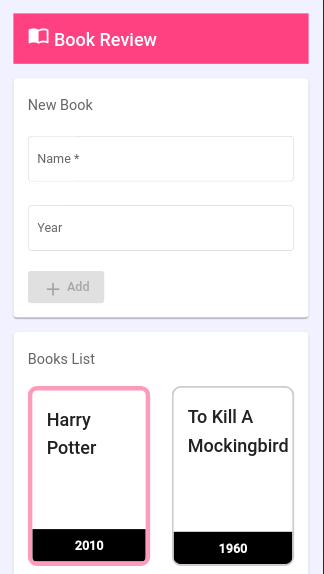 Book Review
New Book
Name *
Year
Add
Books List
Harry
Potter
2010
To Kill A
Mockingbird
1960